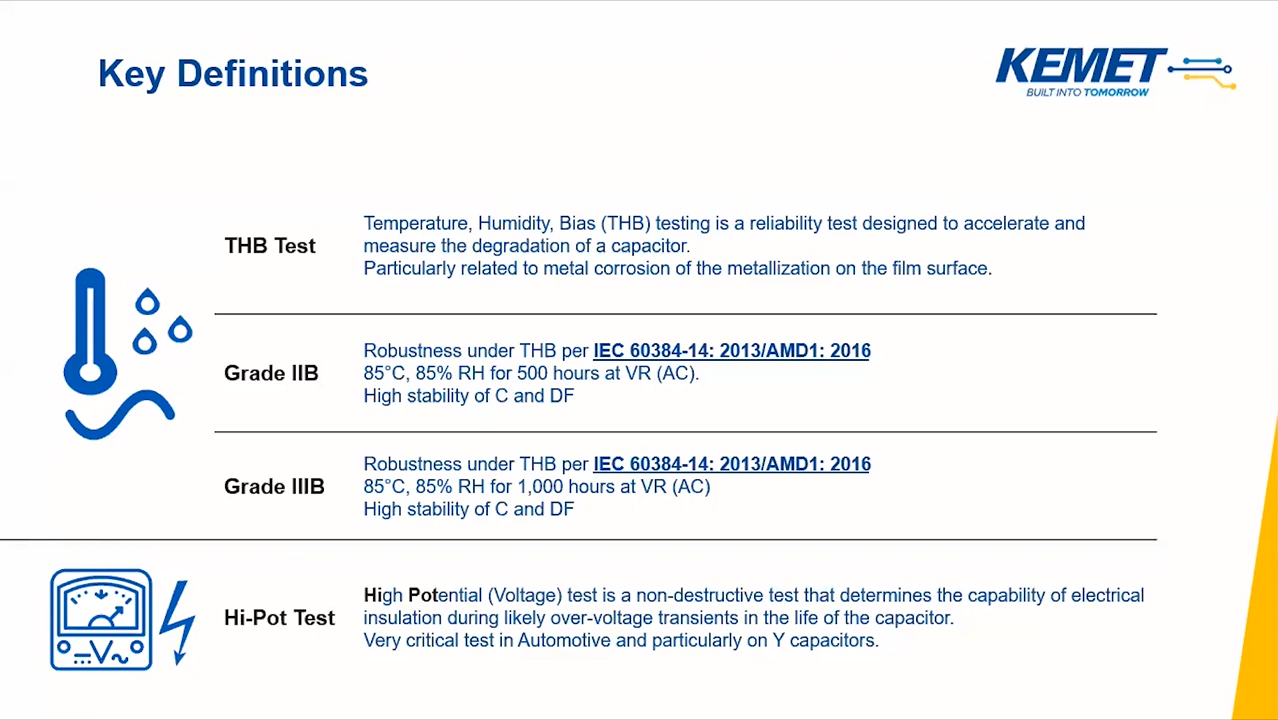 Key Definitions
KEMET
BUILT INTO TOMORROW
THB Test
Temperature, Humidity, Bias (THB) testing is a reliability test designed to accelerate and
measure the degradation of a capacitor.
Particularly related to metal corrosion of the metallization on the film surface.
Grade IIB
Robustness under THB per IEC 60384-14: 2013/AMD1: 2016
85°C, 85% RH for 500 hours at VR (AC).
High stability of C and DF
Grade IIIB
Robustness under THB per IEC 60384-14: 2013/AMD1: 2016
85°C, 85% RH for 1,000 hours at VR (AC)
High stability of C and DF
Hi-Pot Test
High Potential (Voltage) test is a non-destructive test that determines the capability of electrical
insulation during likely over-voltage transients in the life of the capacitor.
Very critical test in Automotive and particularly on Y capacitors.
V